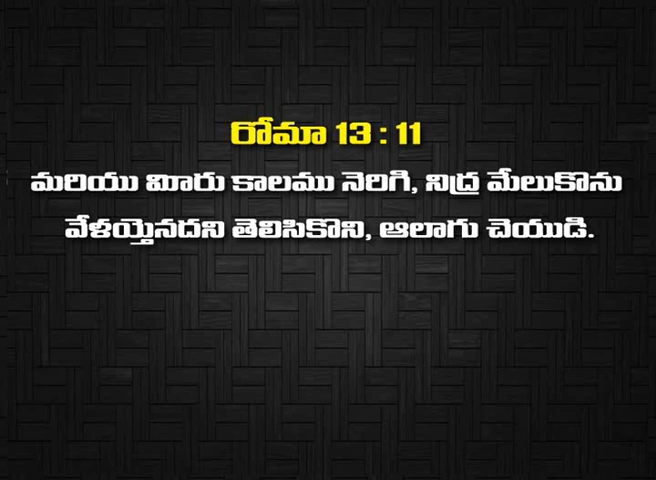 రోమా 13 : 11
మరియు మీరు కాలము నెరిగి, నిద్ర మేలుకొను
వేళయైనదని తెలిసికొని, ఆలాగు చెయుడి.